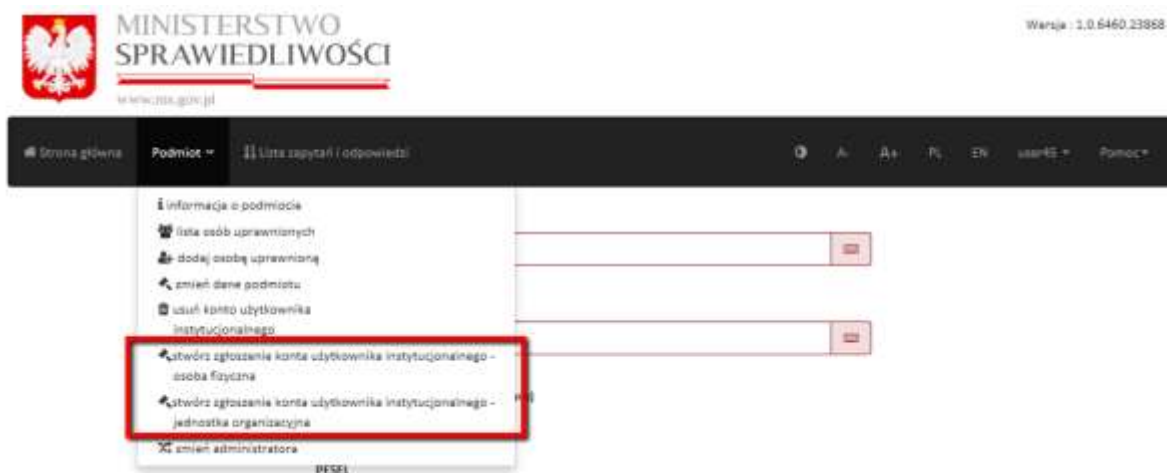 MINISTERSTWO
SPRAWIEDLIWOŚCI
www.ms.gov.pl
Wersja : 1.0.6460.23868
Strona główna Podmiot Lista zapytań i odpowiedzi A- A+ PL EN user45 Pomoc
informacja o podmiocie
lista osób uprawnionych
dodaj osobę uprawnioną
zmień dane podmiotu
usuń konto użytkownika
instytucjonalnego
stwórz zgłoszenie konta użytkownika instytucjonalnego -
osoba fizyczna
stwórz zgłoszenie konta użytkownika instytucjonalnego -
jednostka organizacyjna
zmień administratora
PESEL